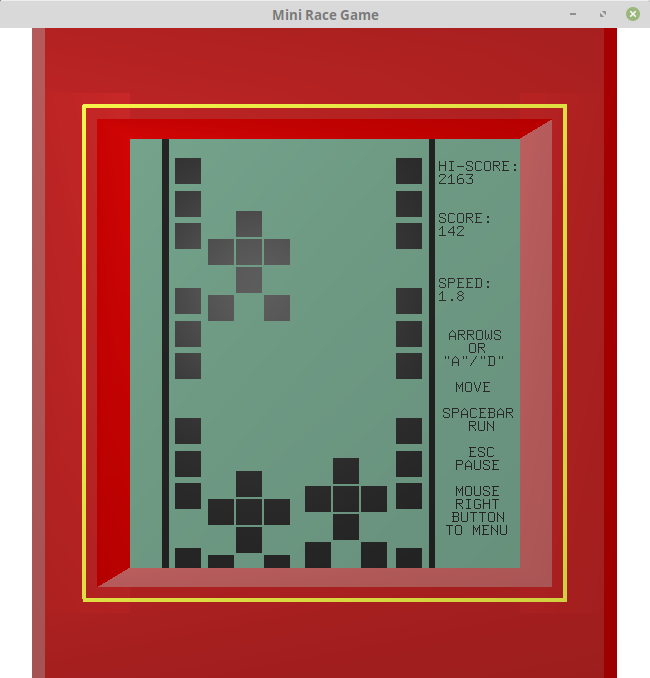 Mini Race Game
HI-SCORE:
2163
SCORE:
142
SPEED:
1.8
ARROWS
OR
"A"/"D"
MOVE
SPACEBAR
RUN
ESC
PAUSE
MOUSE
RIGHT
BUTTON
TO MENU